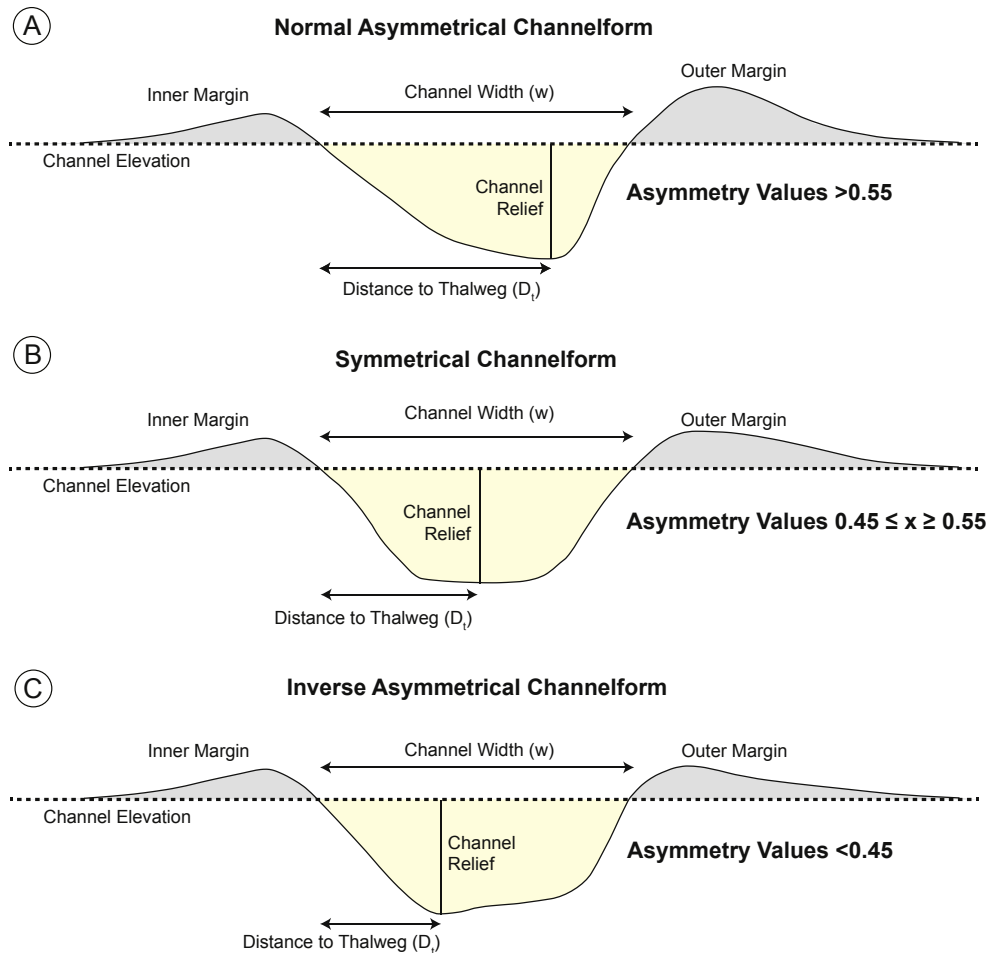 A
Normal Asymmetrical Channelform
Outer Margin
Inner Margin
Channel Width (w)
Channel Elevation
Channel
Relief
Asymmetry Values >0.55
Distance to Thalweg (Dt)
B
Symmetrical Channelform
Inner Margin
Channel Width (w)
Outer Margin
Channel Elevation
Channel
Relief
Asymmetry Values 0.45 ≤ x ≥ 0.55
Distance to Thalweg (Dt)
C
Inverse Asymmetrical Channelform
Inner Margin
Channel Width (w)
Outer Margin
Channel Elevation
Channel
Relief
Asymmetry Values <0.45
Distance to Thalweg (Dt)